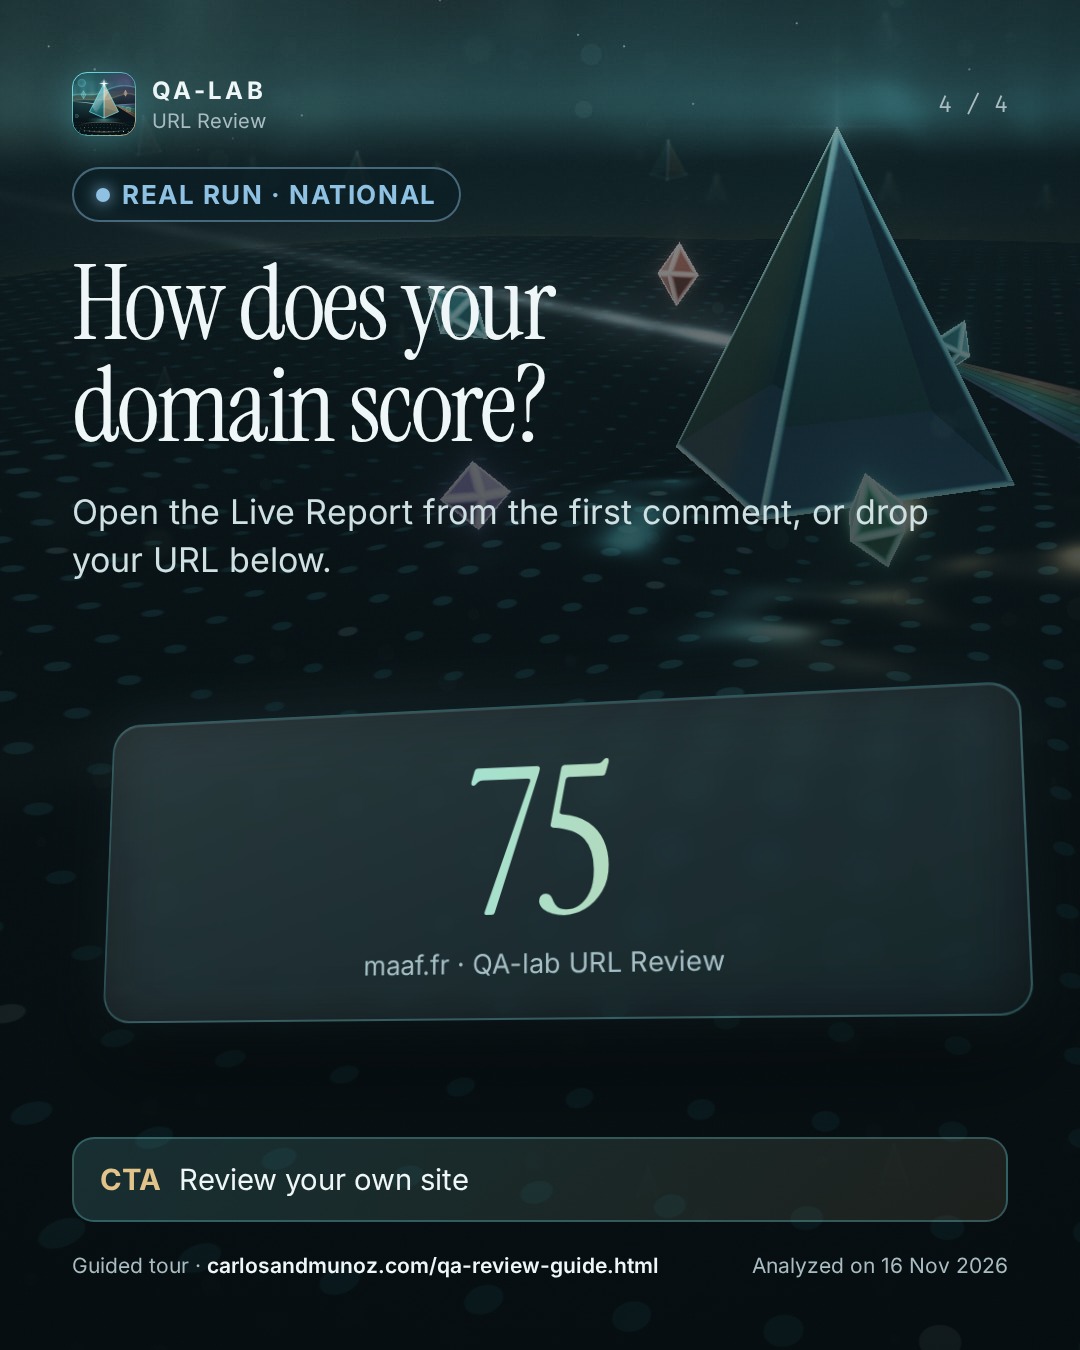 QA-LAB
URL Review
4 / 4
REAL RUN · NATIONAL
How does your
domain score?
Open the Live Report from the first comment, or drop
your URL below.
75
maaf.fr · QA-lab URL Review
CTA Review your own site
Guided tour · carlosandmunoz.com/qa-review-guide.html
Analyzed on 16 Nov 2026